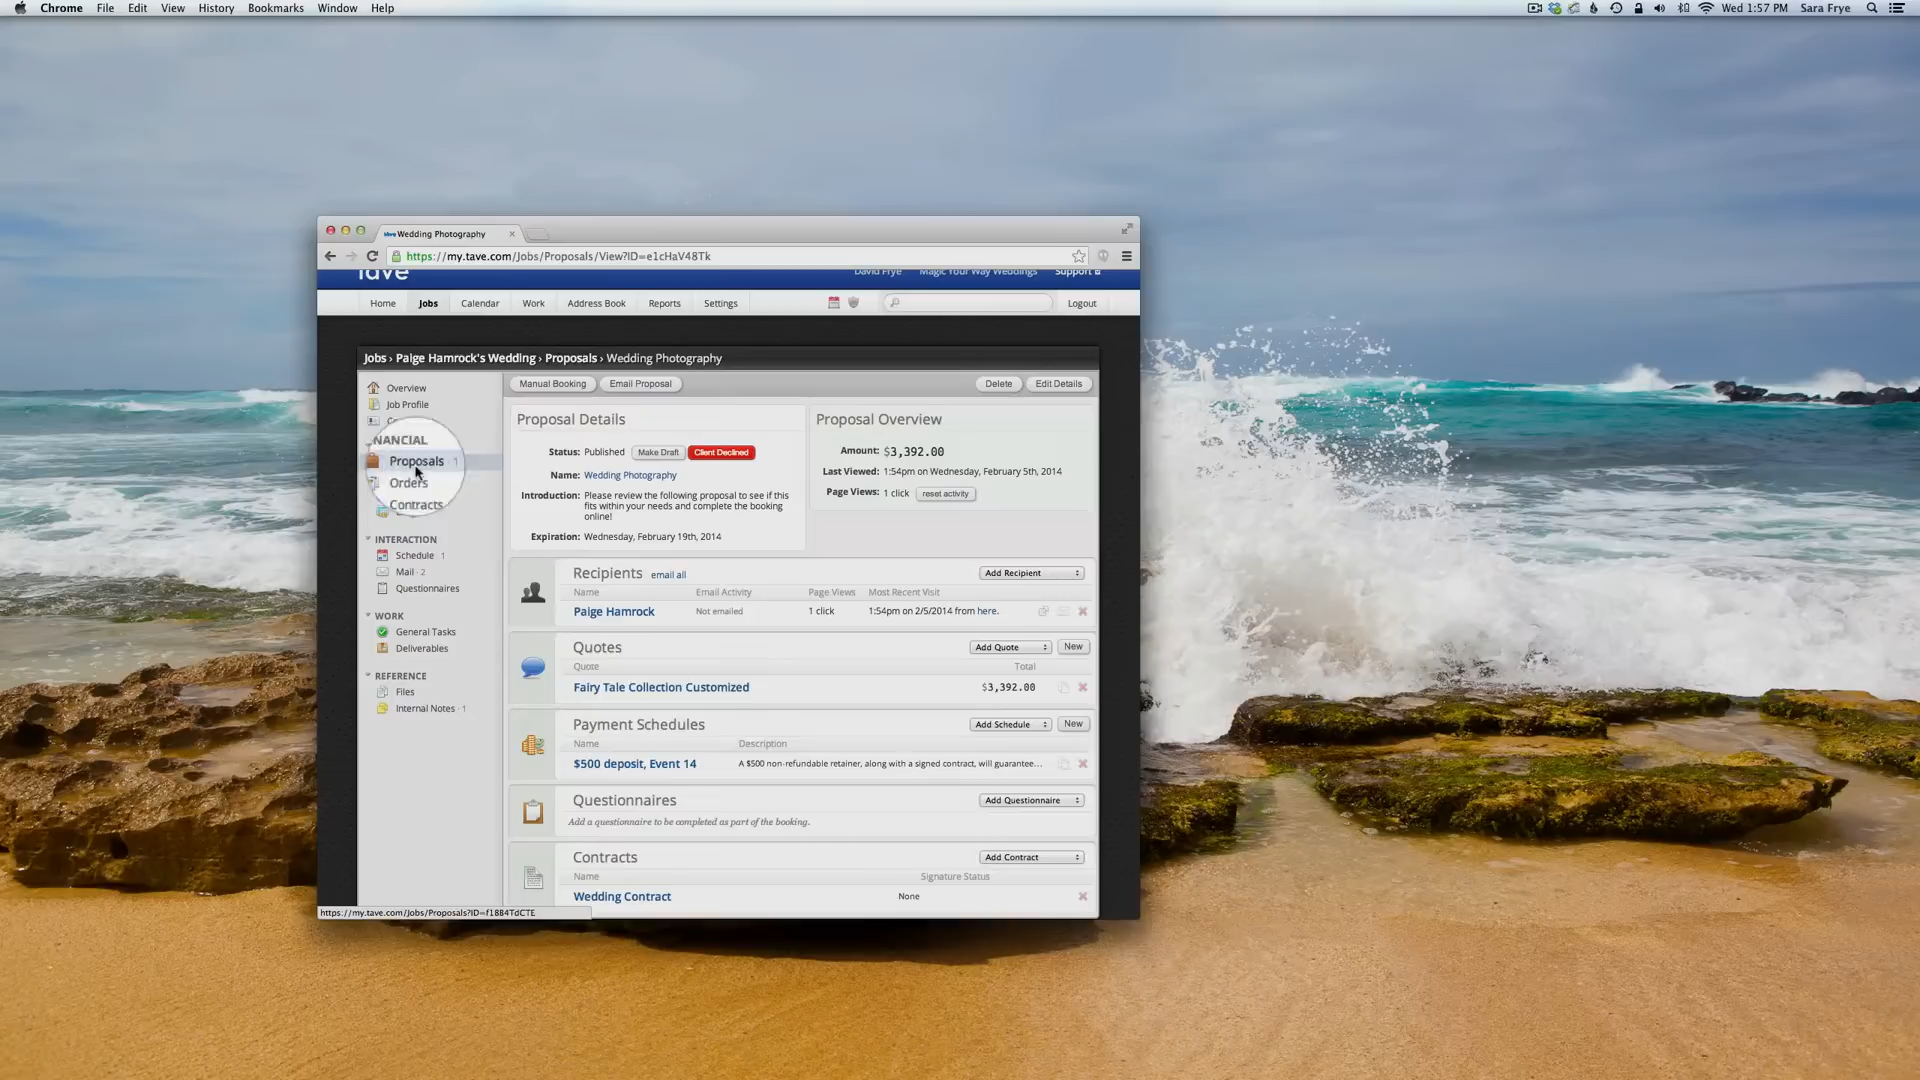 Chrome File Edit View History Bookmarks Window Help
Wed 1:57 PM Sara Frye
Wedding Photography
https://my.tave.com/Jobs/Proposals/View?ID=e1cHaV48Tk
Tave David Frye Magic Your Way Weddings Support
Home Jobs Calendar Work Address Book Reports Settings Logout
Jobs › Paige Hamrock's Wedding › Proposals › Wedding Photography
Overview
Job Profile
NANCIAL
Proposals 1
Orders
Contracts
INTERACTION
Schedule 1
Mail · 2
Questionnaires
WORK
General Tasks
Deliverables
REFERENCE
Files
Internal Notes · 1
Manual Booking Email Proposal Delete Edit Details
Proposal Details
Status: Published Make Draft Client Declined
Name: Wedding Photography
Introduction: Please review the following proposal to see if this
fits within your needs and complete the booking
online!
Expiration: Wednesday, February 19th, 2014
Proposal Overview
Amount: $3,392.00
Last Viewed: 1:54pm on Wednesday, February 5th, 2014
Page Views: 1 click reset activity
Recipients email all Add Recipient
Name Email Activity Page Views Most Recent Visit
Paige Hamrock Not emailed 1 click 1:54pm on 2/5/2014 from here.
Quotes Add Quote New
Quote Total
Fairy Tale Collection Customized $3,392.00
Payment Schedules Add Schedule New
Name Description
$500 deposit, Event 14 A $500 non-refundable retainer, along with a signed contract, will guarantee...
Questionnaires Add Questionnaire
Add a questionnaire to be completed as part of the booking.
Contracts Add Contract
Name Signature Status
Wedding Contract None
https://my.tave.com/Jobs/Proposals?ID=f1884TdCTE